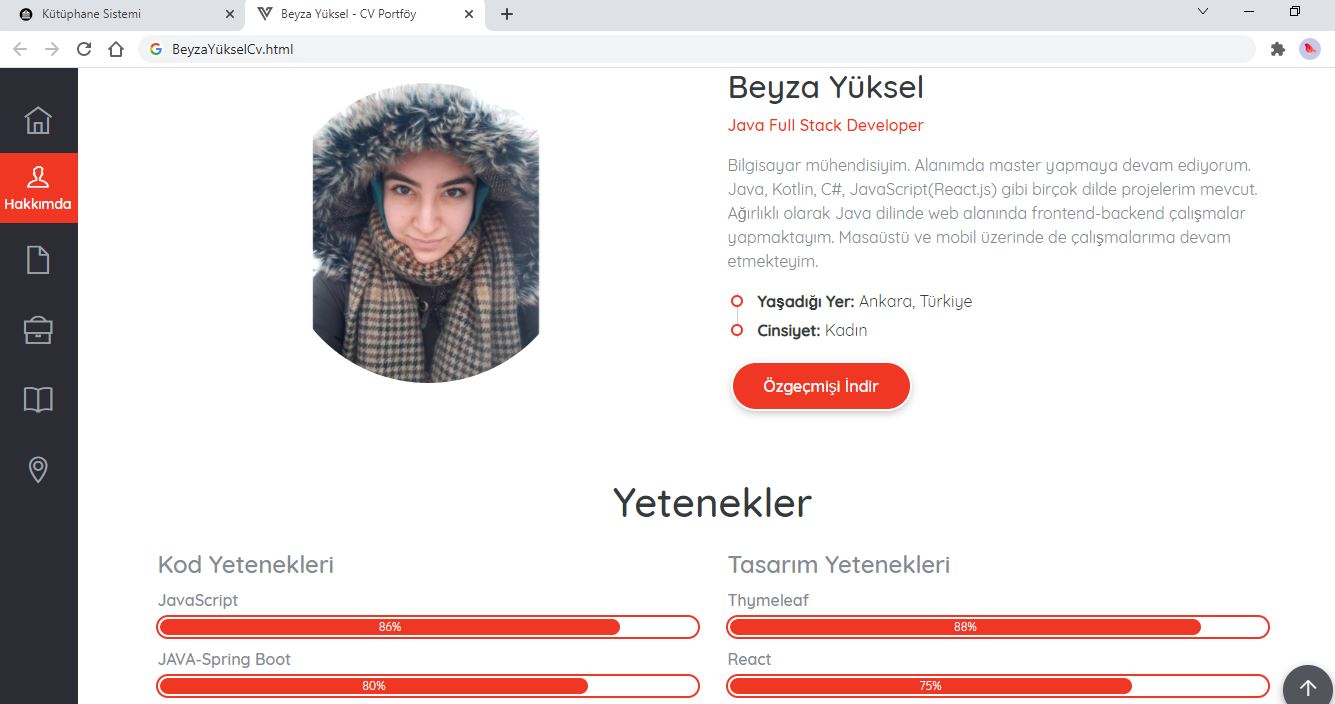 Kütüphane Sistemi
Beyza Yüksel - CV Portföy
BeyzaYükselCv.html
Hakkımda
Beyza Yüksel
Java Full Stack Developer
Bilgisayar mühendisiyim. Alanımda master yapmaya devam ediyorum.
Java, Kotlin, C#, JavaScript(React.js) gibi birçok dilde projelerim mevcut.
Ağırlıklı olarak Java dilinde web alanında frontend-backend çalışmalar
yapmaktayım. Masaüstü ve mobil üzerinde de çalışmalarıma devam
etmekteyim.
Yaşadığı Yer: Ankara, Türkiye
Cinsiyet: Kadın
Özgeçmişi İndir
Yetenekler
Kod Yetenekleri
JavaScript
86%
JAVA-Spring Boot
80%
Tasarım Yetenekleri
Thymeleaf
88%
React
75%